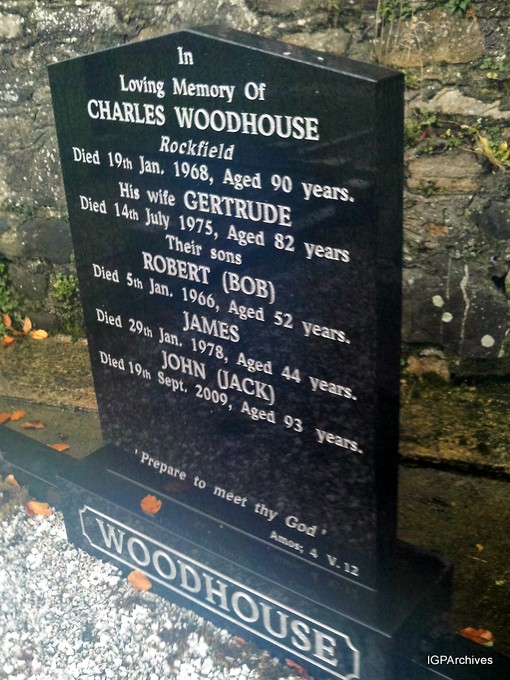 In
Loving Memory Of
CHARLES WOODHOUSE
Rockfield
Died 19th Jan. 1968, Aged 90 years.
His wife GERTRUDE
Died 14th July 1975, Aged 82 years
Their sons
ROBERT (BOB)
Died 5th Jan. 1966, Aged 52 years.
JAMES
Died 29th Jan. 1978, Aged 44 years.
JOHN (JACK)
Died 19th Sept. 2009, Aged 93 years.
'Prepare to meet thy God'
Amos; 4 V. 12
WOODHOUSE
IGPArchives